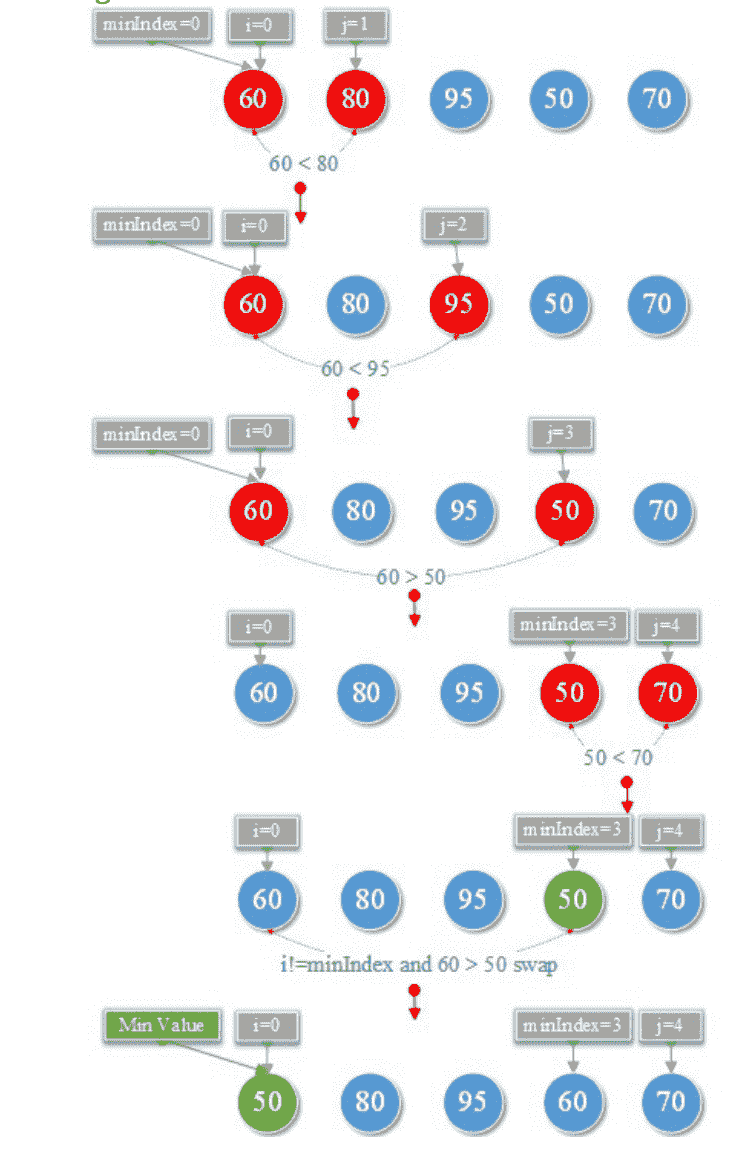 minIndex=0 i=0 j=1
60 80 95 50 70
60 < 80
minIndex=0 i=0 j=2
60 80 95 50 70
60 < 95
minIndex=0 i=0 j=3
60 80 95 50 70
60 > 50
i=0 minIndex=3 j=4
60 80 95 50 70
50 < 70
i=0 minIndex=3 j=4
60 80 95 50 70
i!=minIndex and 60 > 50 swap
Min Value i=0 minIndex=3 j=4
50 80 95 60 70